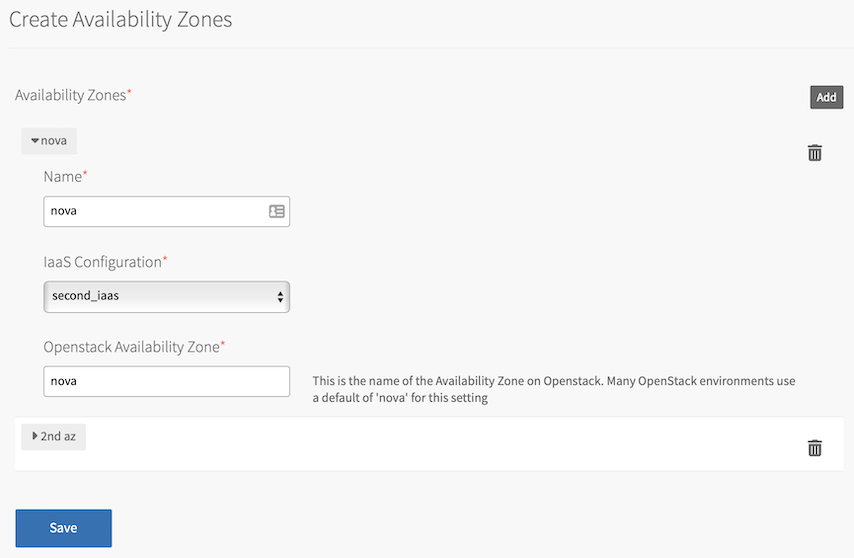 Create Availability Zones
Availability Zones*
Add
nova
Name*
nova
IaaS Configuration*
second_iaas
Openstack Availability Zone*
nova
This is the name of the Availability Zone on Openstack. Many OpenStack environments use
a default of 'nova' for this setting
2nd az
Save